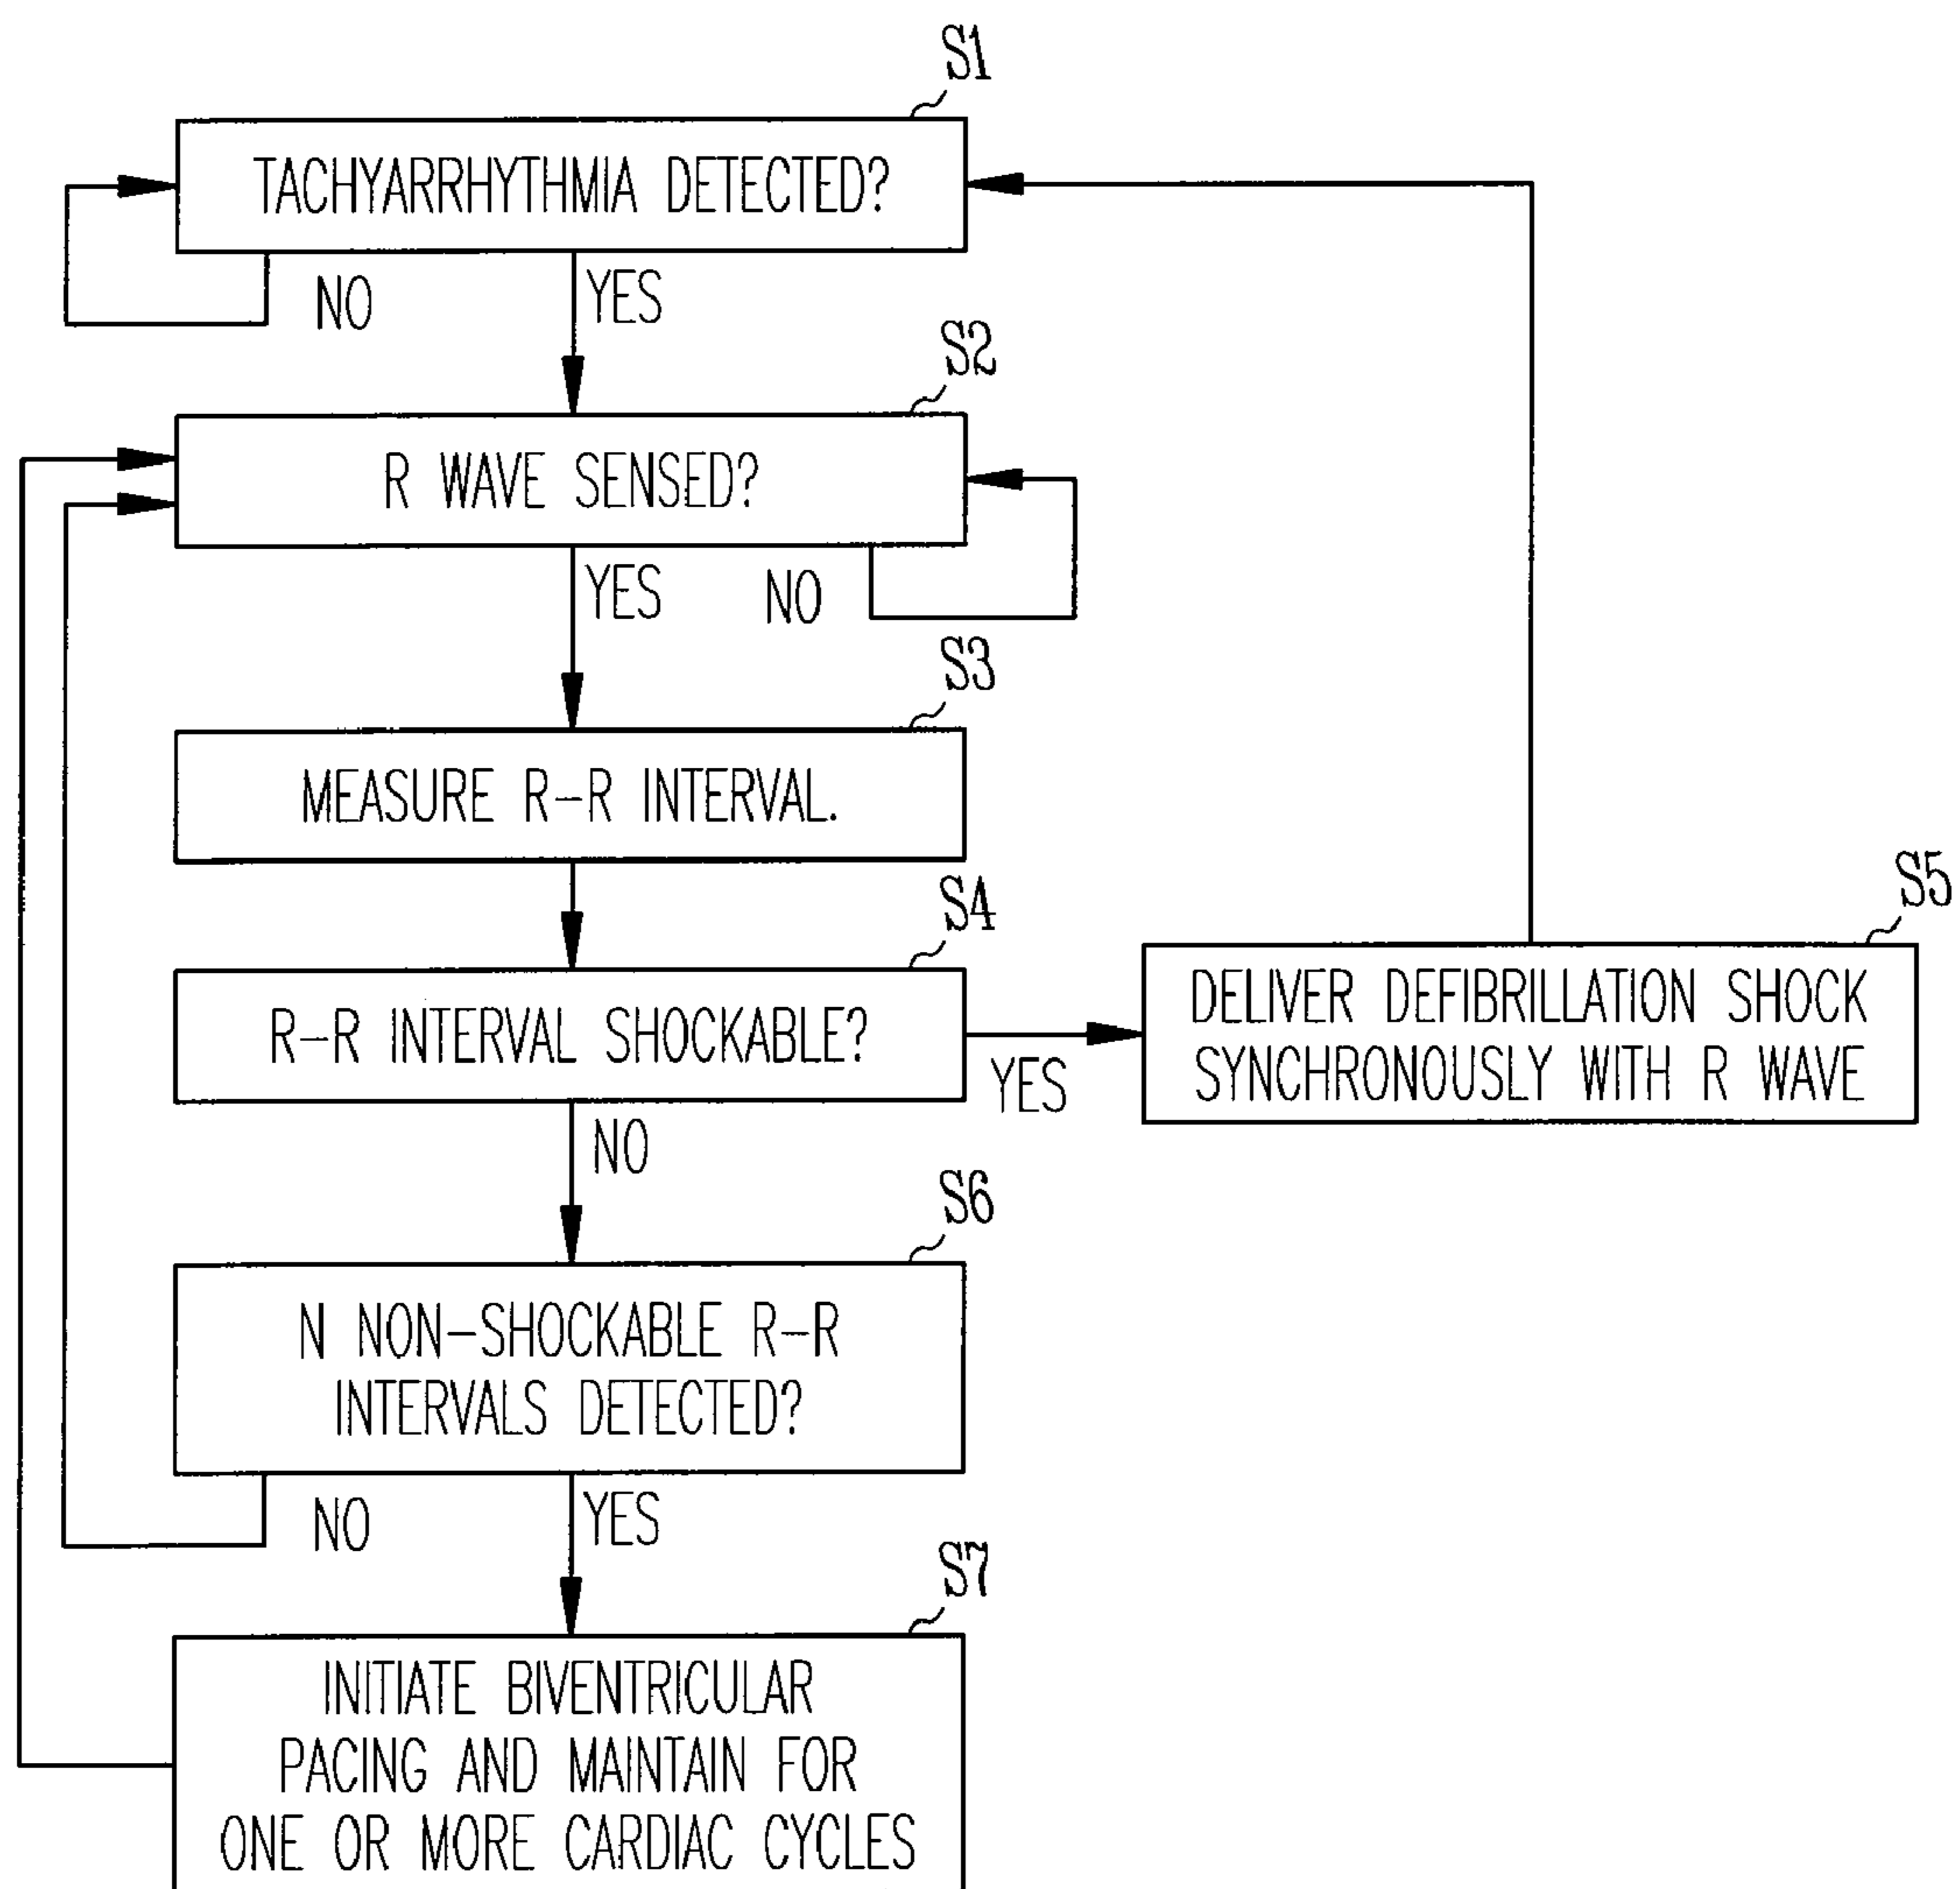 S1
TACHYARRHYTHMIA DETECTED?
NO
YES
S2
R WAVE SENSED?
YES
NO
S3
MEASURE R-R INTERVAL.
S4
R-R INTERVAL SHOCKABLE?
YES
S5
DELIVER DEFIBRILLATION SHOCK
SYNCHRONOUSLY WITH R WAVE
NO
S6
N NON-SHOCKABLE R-R
INTERVALS DETECTED?
NO
YES
S7
INITIATE BIVENTRICULAR
PACING AND MAINTAIN FOR
ONE OR MORE CARDIAC CYCLES